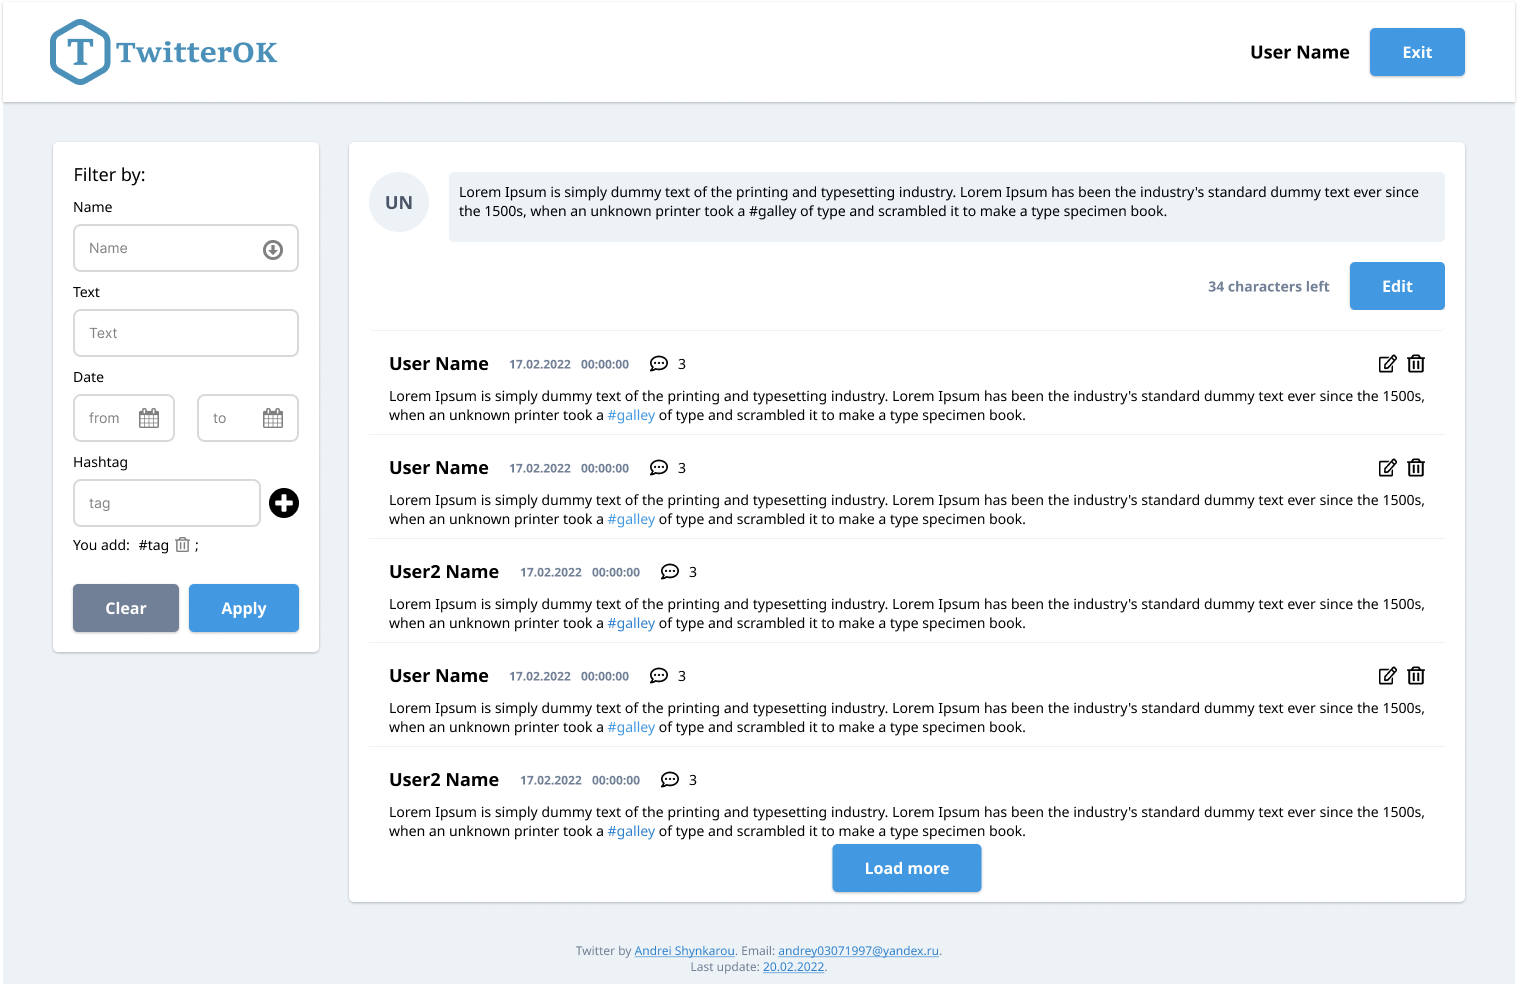 T TwitterOK
User Name
Exit
Filter by:
Name
Name
Text
Text
Date
from
to
Hashtag
tag
You add: #tag ;
Clear
Apply
UN
Lorem Ipsum is simply dummy text of the printing and typesetting industry. Lorem Ipsum has been the industry's standard dummy text ever since
the 1500s, when an unknown printer took a #galley of type and scrambled it to make a type specimen book.
34 characters left
Edit
User Name 17.02.2022 00:00:00 3
Lorem Ipsum is simply dummy text of the printing and typesetting industry. Lorem Ipsum has been the industry's standard dummy text ever since the 1500s,
when an unknown printer took a #galley of type and scrambled it to make a type specimen book.
User Name 17.02.2022 00:00:00 3
Lorem Ipsum is simply dummy text of the printing and typesetting industry. Lorem Ipsum has been the industry's standard dummy text ever since the 1500s,
when an unknown printer took a #galley of type and scrambled it to make a type specimen book.
User2 Name 17.02.2022 00:00:00 3
Lorem Ipsum is simply dummy text of the printing and typesetting industry. Lorem Ipsum has been the industry's standard dummy text ever since the 1500s,
when an unknown printer took a #galley of type and scrambled it to make a type specimen book.
User Name 17.02.2022 00:00:00 3
Lorem Ipsum is simply dummy text of the printing and typesetting industry. Lorem Ipsum has been the industry's standard dummy text ever since the 1500s,
when an unknown printer took a #galley of type and scrambled it to make a type specimen book.
User2 Name 17.02.2022 00:00:00 3
Lorem Ipsum is simply dummy text of the printing and typesetting industry. Lorem Ipsum has been the industry's standard dummy text ever since the 1500s,
when an unknown printer took a #galley of type and scrambled it to make a type specimen book.
Load more
Twitter by Andrei Shynkarou. Email: andrey03071997@yandex.ru.
Last update: 20.02.2022.